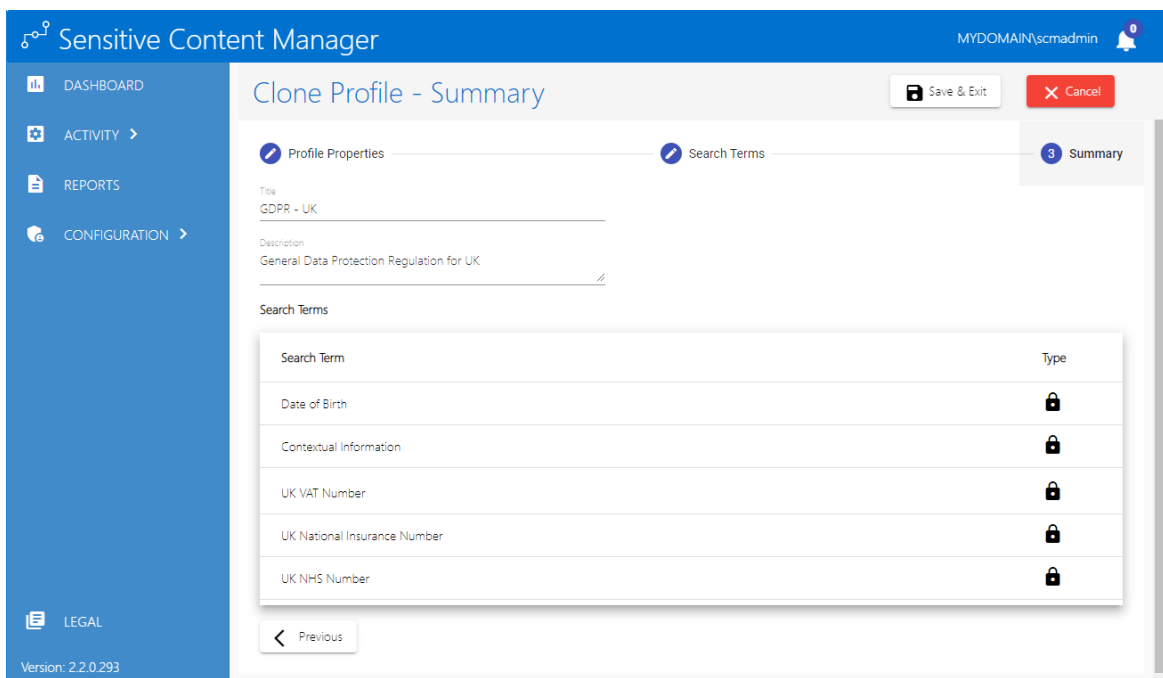 Sensitive Content Manager
MYDOMAIN\scmadmin
0
DASHBOARD
ACTIVITY
REPORTS
CONFIGURATION
Clone Profile - Summary
Save & Exit
Cancel
Profile Properties
Search Terms
3 Summary
Title
GDPR - UK
Description
General Data Protection Regulation for UK
Search Terms
Search Term Type
Date of Birth
Contextual Information
UK VAT Number
UK National Insurance Number
UK NHS Number
Previous
LEGAL
Version: 2.2.0.293